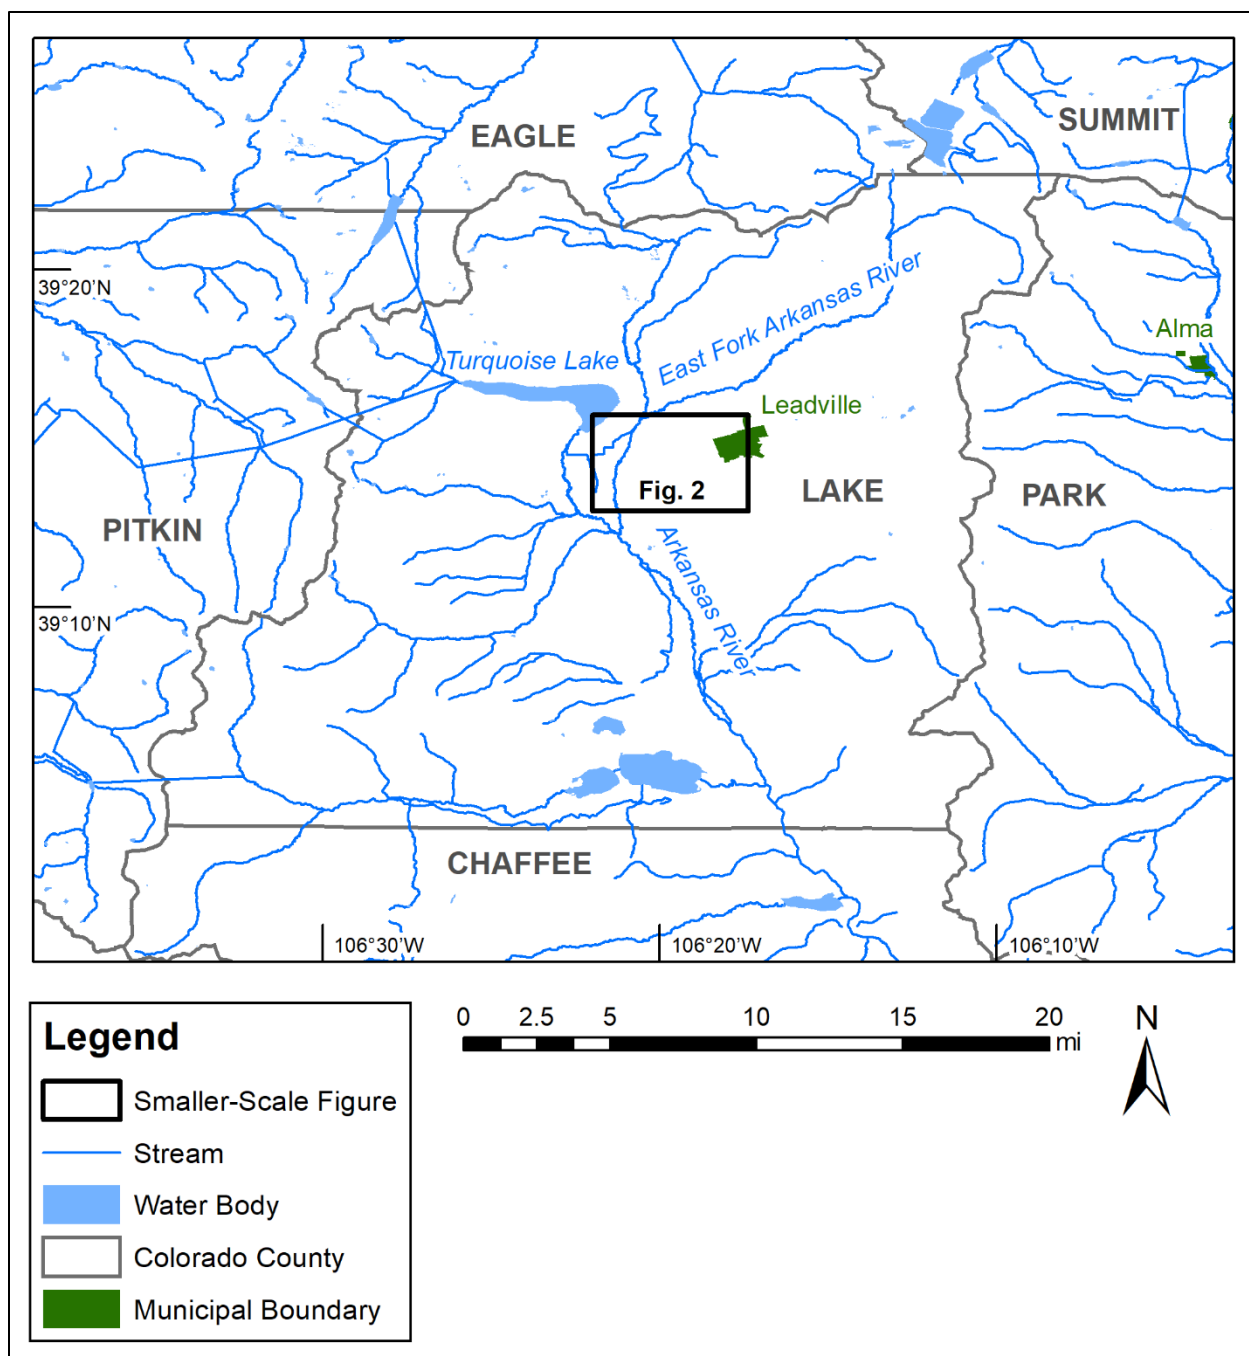 EAGLE
SUMMIT
39°20'N
East Fork Arkansas River
Alma
Turquoise Lake
Leadville
Fig. 2
LAKE
PARK
PITKIN
Arkansas River
39°10'N
CHAFFEE
106°30'W
106°20'W
106°10'W
Legend
Smaller-Scale Figure
Stream
Water Body
Colorado County
Municipal Boundary
0 2.5 5 10 15 20
mi
N